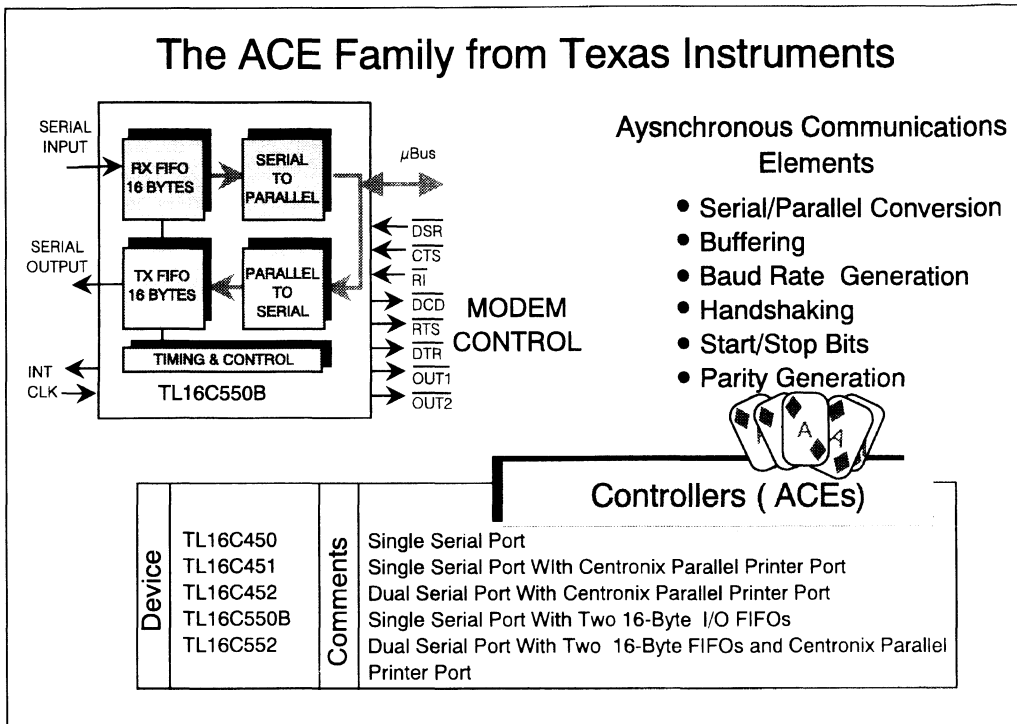 The ACE Family from Texas Instruments
SERIAL
INPUT
RX FIFO
16 BYTES
SERIAL
TO
PARALLEL
µBus
SERIAL
OUTPUT
TX FIFO
16 BYTES
PARALLEL
TO
SERIAL
TIMING & CONTROL
INT
CLK
TL16C550B
DSR
CTS
RI
DCD
RTS
DTR
OUT1
OUT2
MODEM
CONTROL
Aysnchronous Communications
Elements
• Serial/Parallel Conversion
• Buffering
• Baud Rate Generation
• Handshaking
• Start/Stop Bits
• Parity Generation
A
A
Controllers ( ACEs)
Device
Comments
TL16C450 Single Serial Port
TL16C451 Single Serial Port WIth Centronix Parallel Printer Port
TL16C452 Dual Serial Port With Centronix Parallel Printer Port
TL16C550B Single Serial Port With Two 16-Byte I/O FIFOs
TL16C552 Dual Serial Port With Two 16-Byte FIFOs and Centronix Parallel
Printer Port